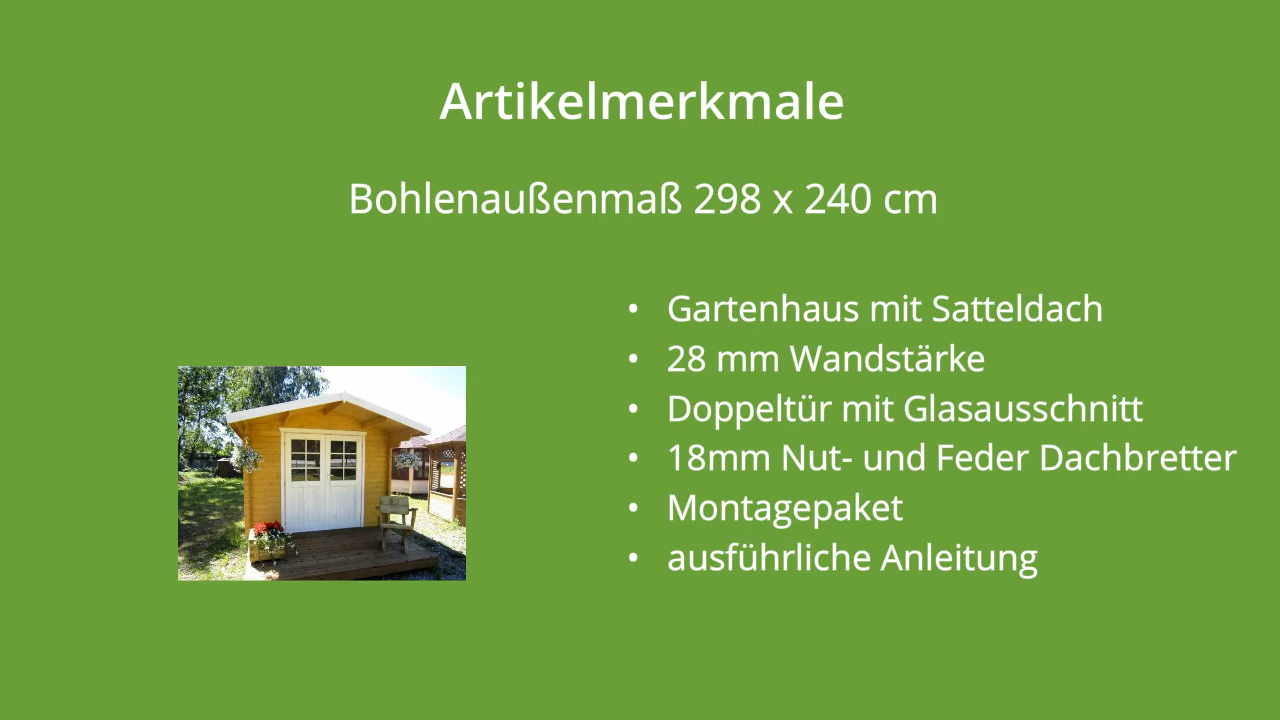 Artikelmerkmale
Bohlenaußenmaß 298 x 240 cm
• Gartenhaus mit Satteldach
• 28 mm Wandstärke
• Doppeltür mit Glasausschnitt
• 18mm Nut- und Feder Dachbretter
• Montagepaket
• ausführliche Anleitung